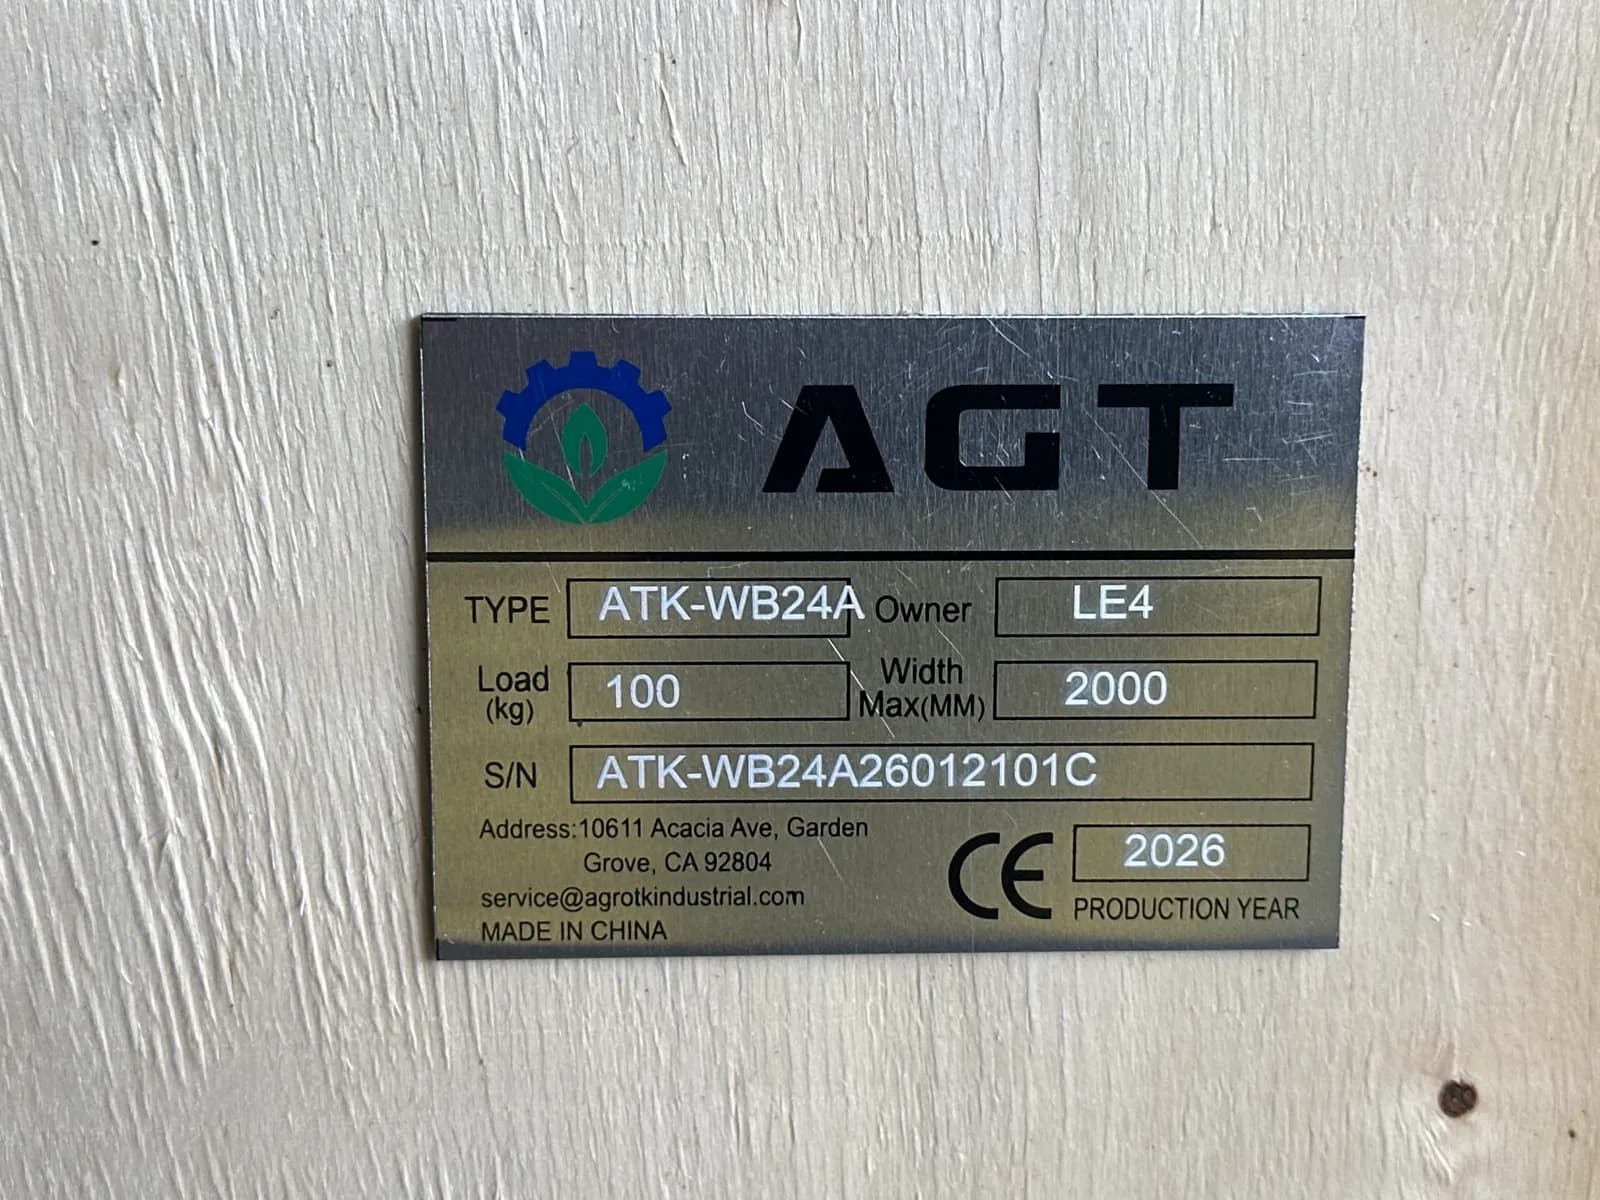 AGT
TYPE ATK-WB24A Owner LE4
Load (kg) 100 Width Max(MM) 2000
S/N ATK-WB24A26012101C
Address:10611 Acacia Ave, Garden
Grove, CA 92804
service@agrotkindustrial.com
MADE IN CHINA
CE 2026
PRODUCTION YEAR